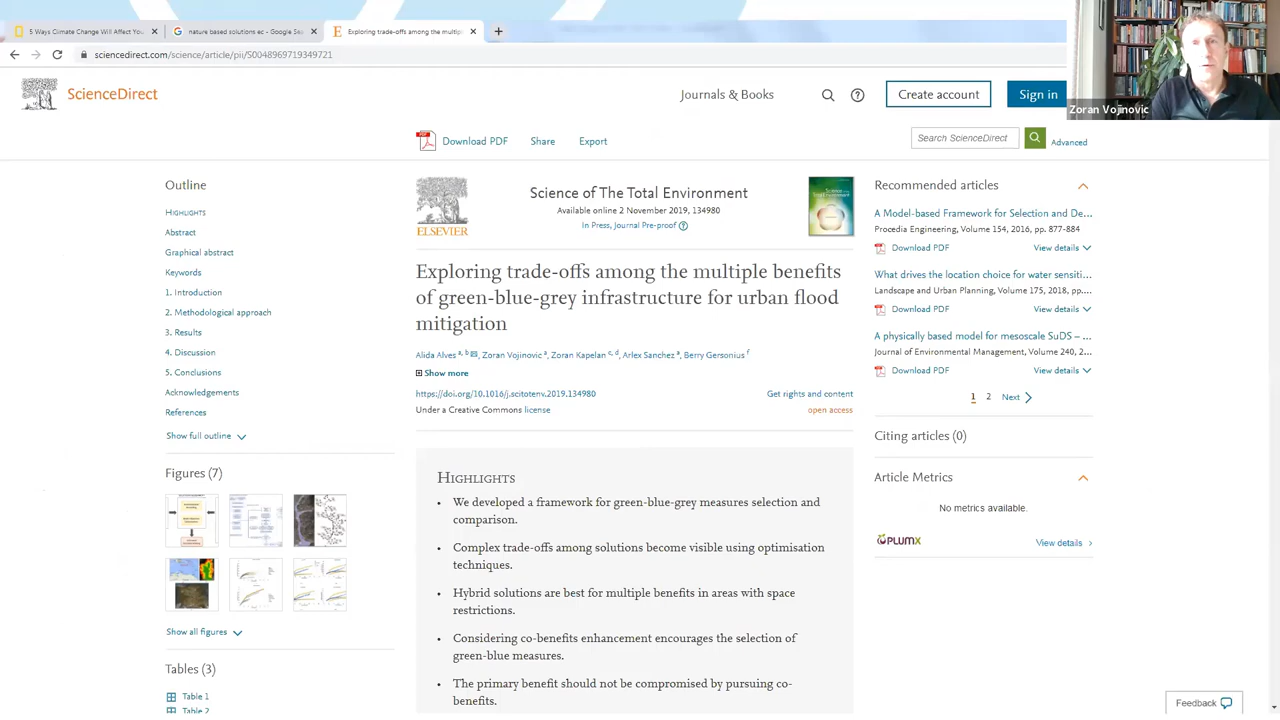 5 Ways Climate Change Will Affect You
nature based solutions ec - Google Sea
Exploring trade-offs among the multipl
sciencedirect.com/science/article/pii/S0048969719349721
Zoran Vojinovic
ScienceDirect
Journals & Books
Create account
Sign in
Download PDF
Share
Export
Search ScienceDirect
Advanced
Outline
Highlights
Abstract
Graphical abstract
Keywords
1. Introduction
2. Methodological approach
3. Results
4. Discussion
5. Conclusions
Acknowledgements
References
Show full outline
Figures (7)
Show all figures
Tables (3)
Table 1
Table 2
ELSEVIER
Science of The Total Environment
Available online 2 November 2019, 134980
In Press, Journal Pre-proof
Exploring trade-offs among the multiple benefits
of green-blue-grey infrastructure for urban flood
mitigation
Alida Alves a, b, Zoran Vojinovic a, Zoran Kapelan c, d, Arlex Sanchez a, Berry Gersonius f
Show more
https://doi.org/10.1016/j.scitotenv.2019.134980
Get rights and content
Under a Creative Commons license
open access
Highlights
• We developed a framework for green-blue-grey measures selection and
comparison.
• Complex trade-offs among solutions become visible using optimisation
techniques.
• Hybrid solutions are best for multiple benefits in areas with space
restrictions.
• Considering co-benefits enhancement encourages the selection of
green-blue measures.
• The primary benefit should not be compromised by pursuing co-
benefits.
Recommended articles
A Model-based Framework for Selection and De...
Procedia Engineering, Volume 154, 2016, pp. 877-884
Download PDF
View details
What drives the location choice for water sensiti...
Landscape and Urban Planning, Volume 175, 2018, pp....
Download PDF
View details
A physically based model for mesoscale SuDS – ...
Journal of Environmental Management, Volume 240, 2...
Download PDF
View details
1 2 Next
Citing articles (0)
Article Metrics
No metrics available.
PLUMX
View details
Feedback